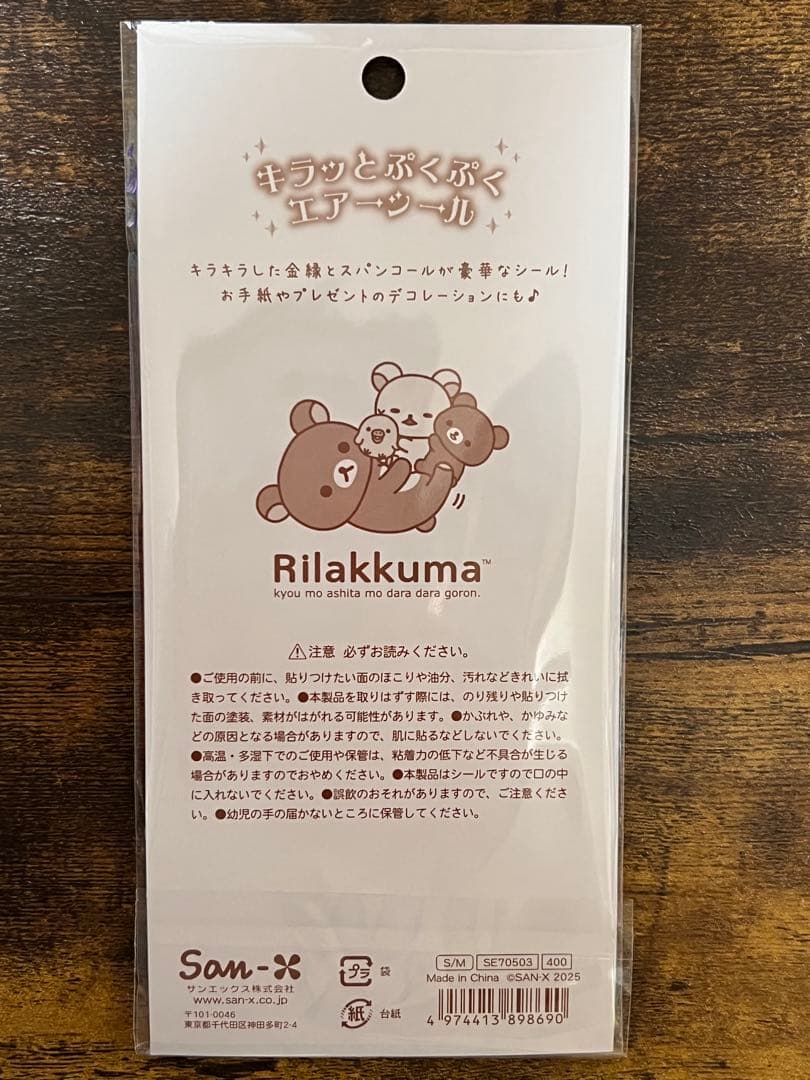 キラッとぷくぷく
エアーシール
キラキラした金縁とスパンコールが豪華なシール!
お手紙やプレゼントのデコレーションにも♪
Rilakkuma™
kyou mo ashita mo dara dara goron.
⚠注意 必ずお読みください。
●ご使用の前に、貼りつけたい面のほこりや油分、汚れなどきれいに拭
き取ってください。●本製品を取りはずす際には、のり残りや貼りつけ
た面の塗装、素材がはがれる可能性があります。●かぶれや、かゆみな
どの原因となる場合がありますので、肌に貼るなどしないでください。
●高温・多湿下でのご使用や保管は、粘着力の低下など不具合が生じる
場合がありますのでおやめください。●本製品はシールですので口の中
に入れないでください。●誤飲のおそれがありますので、ご注意くださ
い。●幼児の手の届かないところに保管してください。
San-X
サンエックス株式会社
www.san-x.co.jp
〒101-0046
東京都千代田区神田多町2-4
プラ 袋
紙 台紙
S/M SE70503 400
Made in China ©SAN-X 2025
4 974413 898690